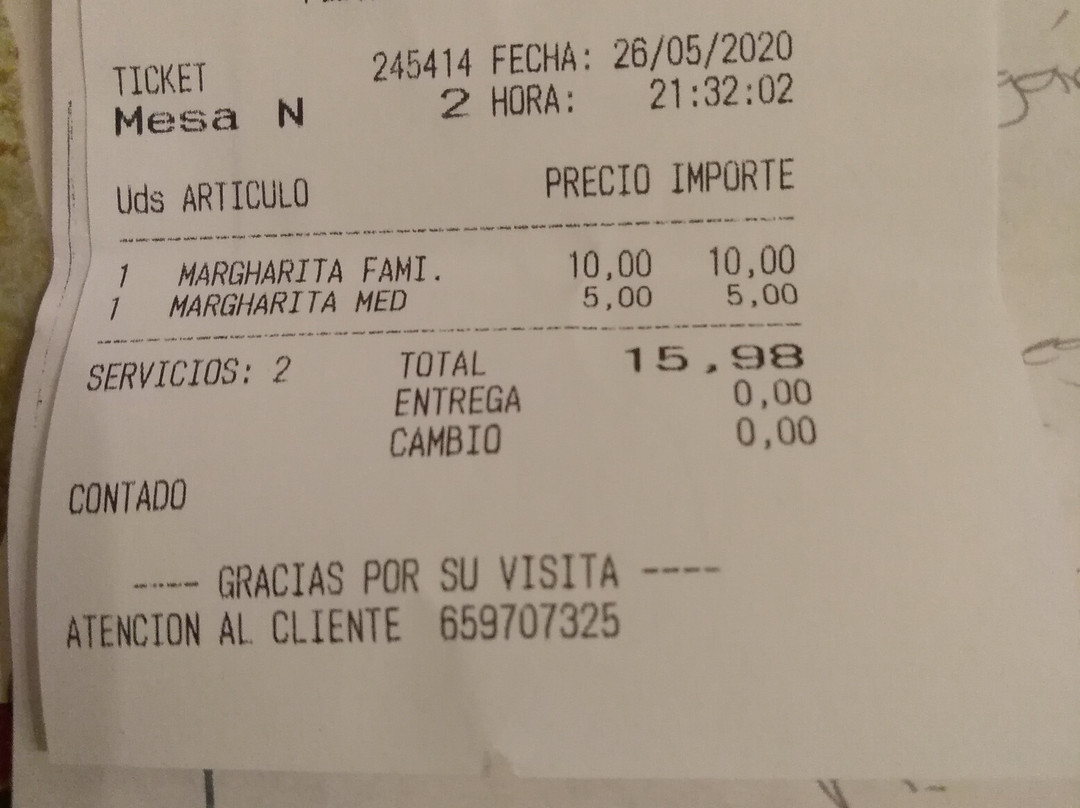 TICKET 245414 FECHA: 26/05/2020
Mesa N 2 HORA: 21:32:02
Uds ARTICULO PRECIO IMPORTE
1 MARGHARITA FAMI. 10,00 10,00
1 MARGHARITA MED 5,00 5,00
SERVICIOS: 2 TOTAL 15,98
ENTREGA 0,00
CAMBIO 0,00
CONTADO
----- GRACIAS POR SU VISITA ----
ATENCION AL CLIENTE 659707325